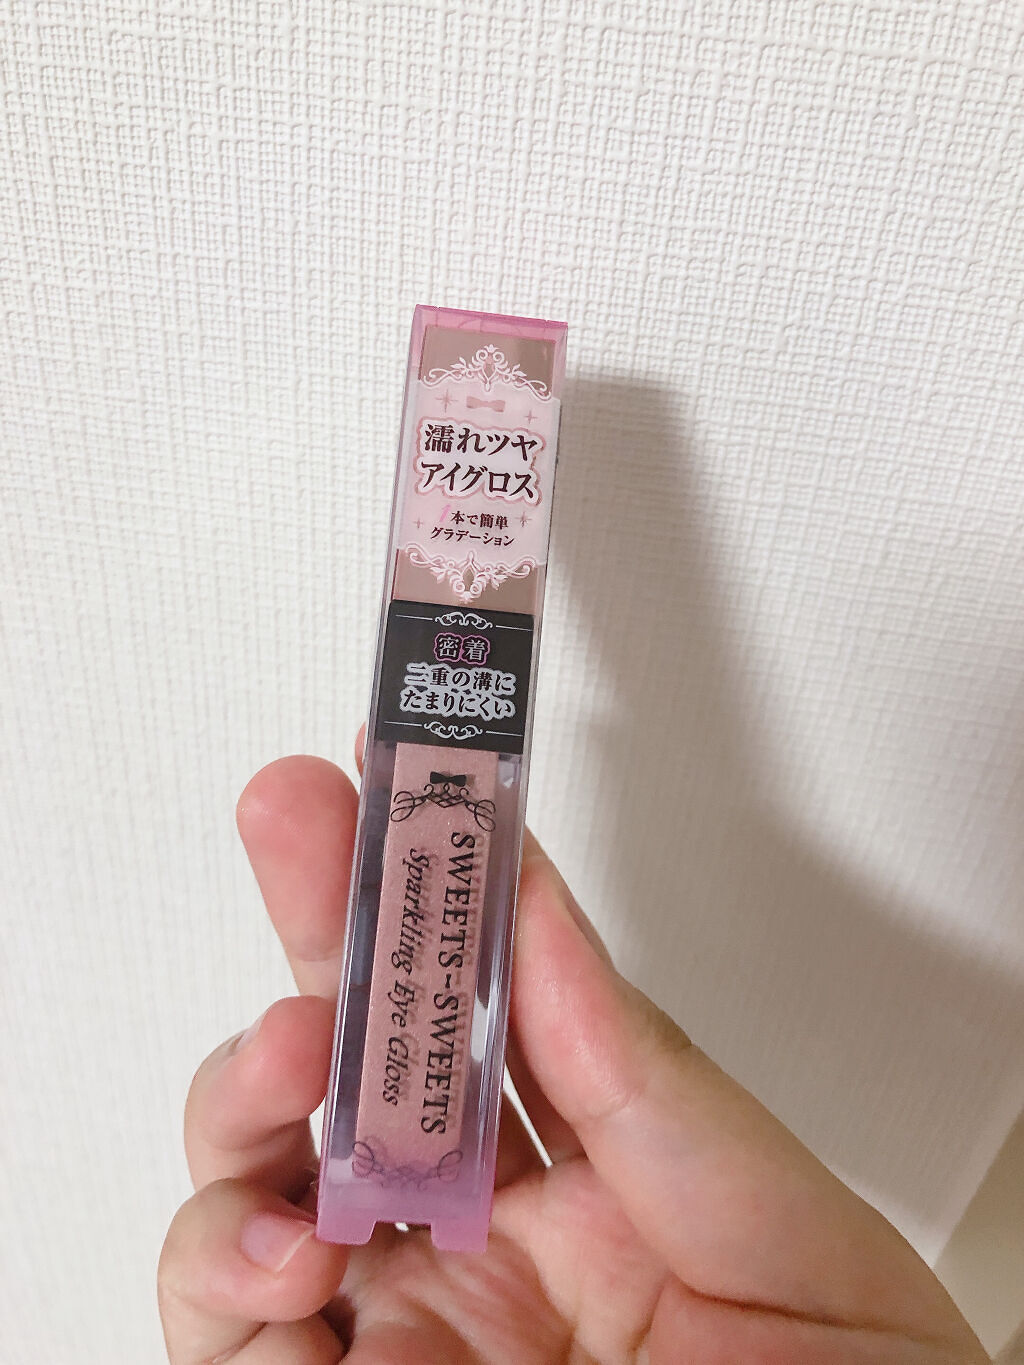 濡れツヤ
アイグロス
1本で簡単
グラデーション
密着
二重の溝に
たまりにくい
SWEETS-SWEETS
Sparkling Eye Gloss